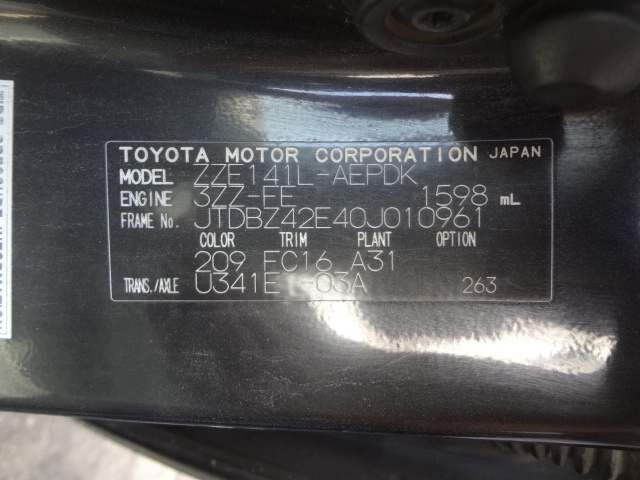 TOYOTA MOTOR CORPORATION JAPAN
MODEL ZZE141L-AEPDK
ENGINE 3ZZ-FE 1598 mL
FRAME No. JTDBZ42E40J010961
COLOR TRIM PLANT OPTION
209 FC16 A31
TRANS./AXLE U341E -03A 263